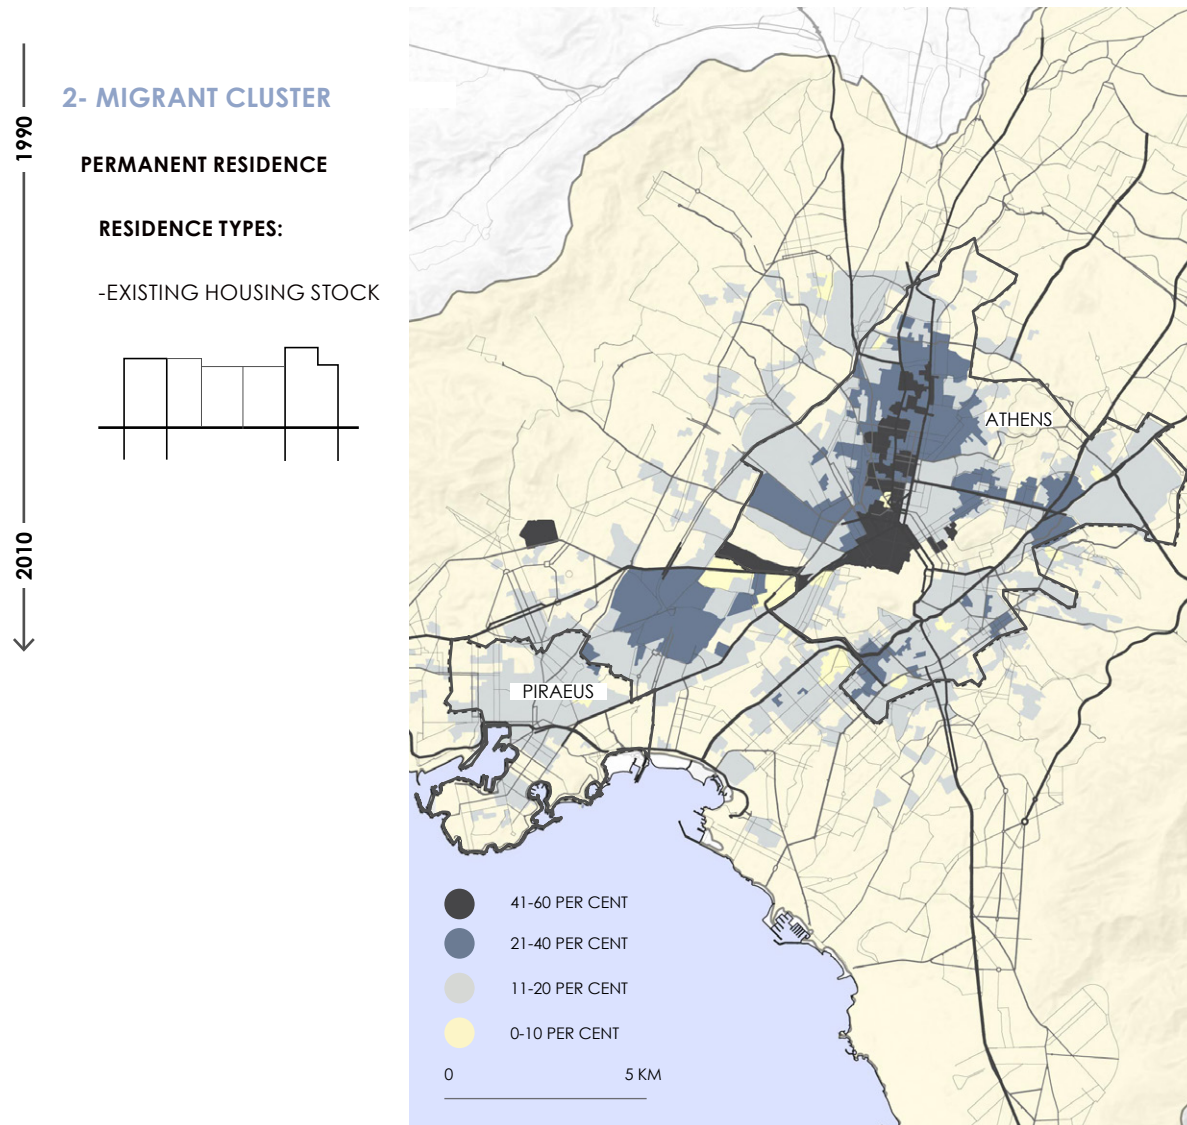 1990
2010
2- MIGRANT CLUSTER
PERMANENT RESIDENCE
RESIDENCE TYPES:
-EXISTING HOUSING STOCK
ATHENS
PIRAEUS
41-60 PER CENT
21-40 PER CENT
11-20 PER CENT
0-10 PER CENT
0 5 KM